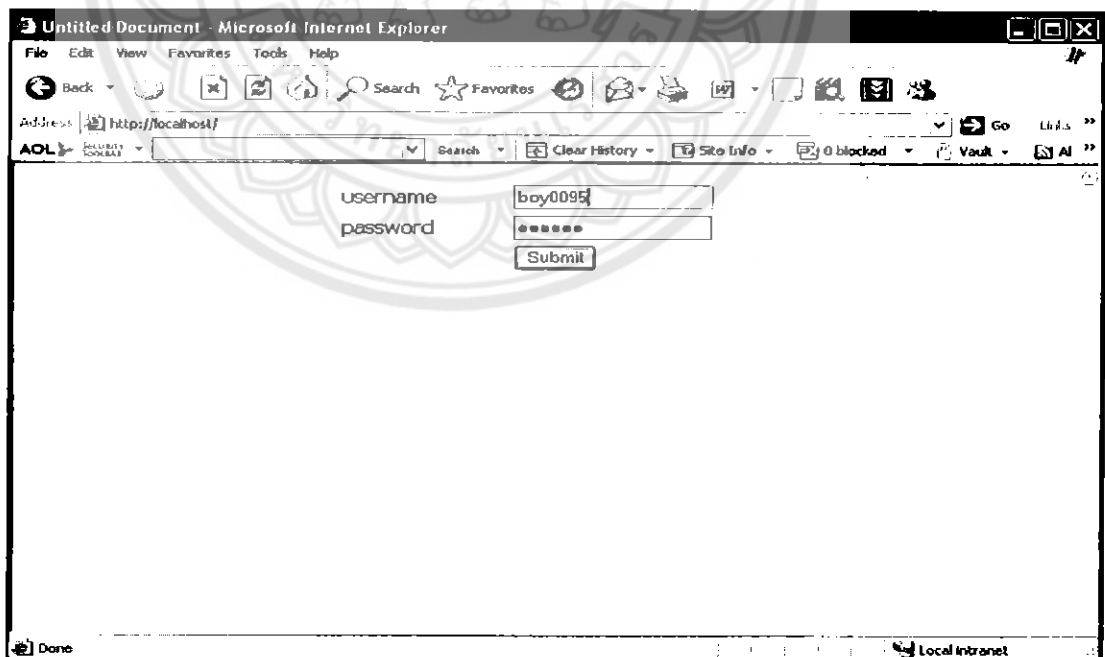 Untitled Document - Microsoft Internet Explorer
File Edit View Favorites Tools Help
Back Search Favorites
Address http://localhost/ Go Links »
AOL Search Clear History Site Info 0 blocked Vault Al »
username boy0095
password ●●●●●●
Submit
Done Local intranet